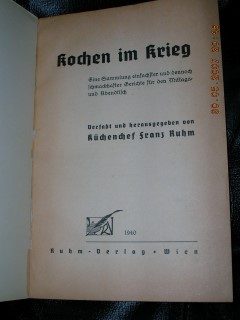 Kochen im Krieg
Eine Sammlung einfachster und dennoch
schmackhafter Gerichte für den Mittags-
und Abendtisch
Verfaßt und herausgegeben von
Küchenchef Franz Ruhm
1940
Ruhm-Verlag · Wien